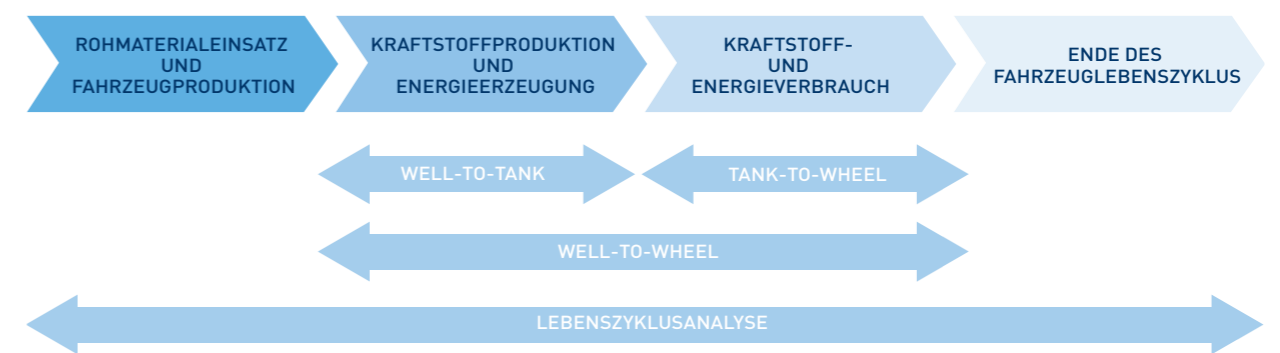 ROHMATERIALEINSATZ
UND
FAHRZEUGPRODUKTION
KRAFTSTOFFPRODUKTION
UND
ENERGIEERZEUGUNG
KRAFTSTOFF-
UND
ENERGIEVERBRAUCH
ENDE DES
FAHRZEUGLEBENSZYKLUS
WELL-TO-TANK
TANK-TO-WHEEL
WELL-TO-WHEEL
LEBENSZYKLUSANALYSE